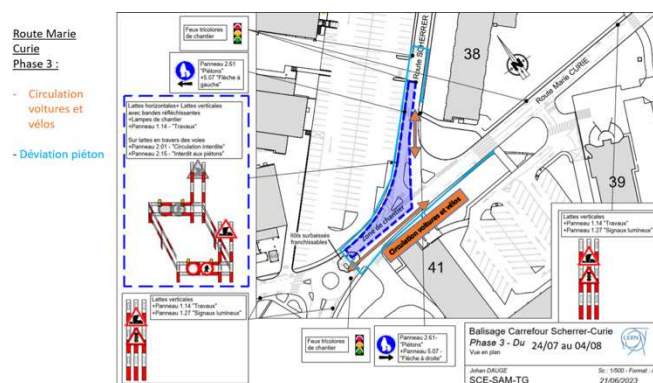 Route Marie
Curie
Phase 3 :
- Circulation
voitures et
vélos
- Déviation piéton
Feux tricolores
de chantier
Panneau 2.61
"Piétons"
+5.07 "Flèche à
gauche"
Lattes horizontales+ Lattes verticales
avec bandes réfléchissantes
+Lampes de chantier
+Panneau 1.14 - "Travaux"
Sur lattes en travers des voies
+Panneau 2.01 - "Circulation interdite"
+Panneau 2.15 - "Interdit aux piétons"
Ilots surbaissés
franchissables
Lattes verticales
+Panneau 1.14 "Travaux"
+Panneau 1.27 "Signaux lumineux"
Route SCHERRER
38
Route Marie CURIE
N
39
Zone de chantier
Circulation voitures et vélos
41
Lattes verticales
+Panneau 1.14 "Travaux"
+Panneau 1.27 "Signaux lumineux"
Feux tricolores
de chantier
Panneau 2.61-
"Piétons"
+Panneau 5.07-
"Flèche à droite"
Balisage Carrefour Scherrer-Curie
Phase 3 - Du 24/07 au 04/08
Vue en plan
CERN
Johan DAUGE
SCE-SAM-TG
Sc : 1/500 - Format :
21/06/2023